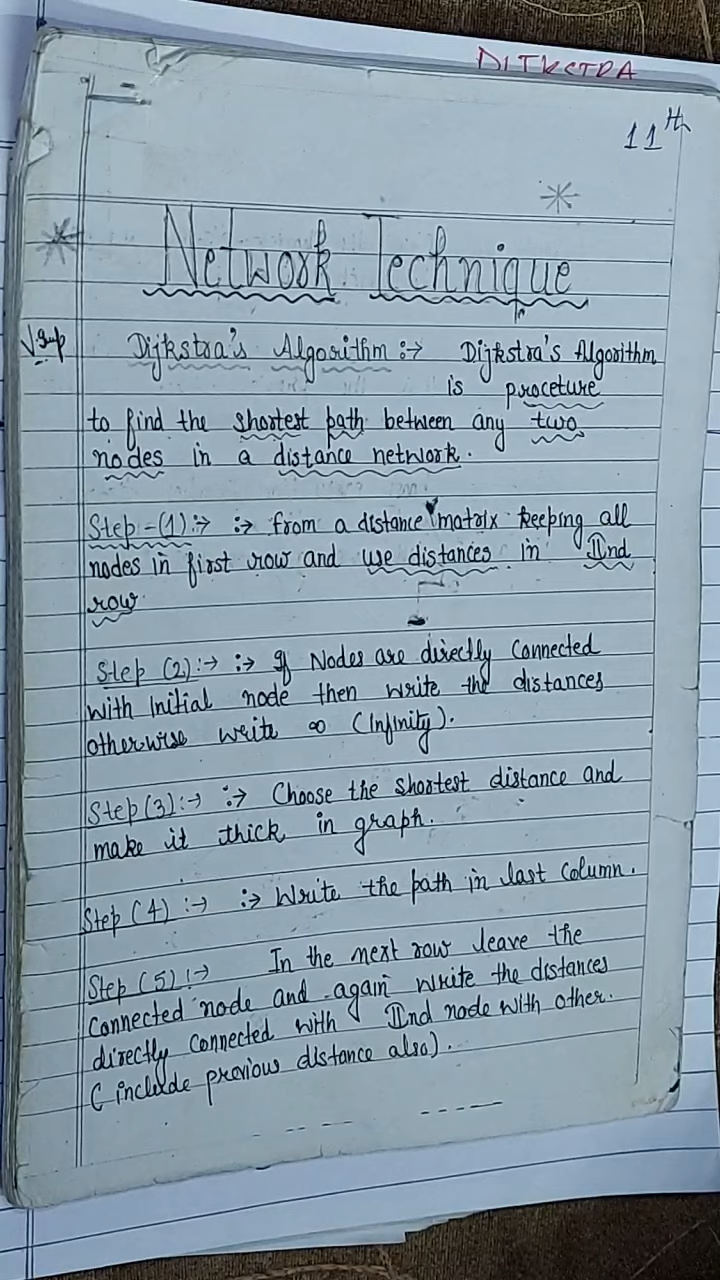 DIJKSTRA
11th
Network Technique
V.Imp Dijkstra's Algorithm :→ Dijkstra's Algorithm
is proceture
to find the shortest path between any two
nodes in a distance network.
Step-(1):→ :→ from a distance matrix keeping all
nodes in first row and use distances in IInd
row.
Step (2):→ :→ If Nodes are directly Connected
with Initial node then write the distances
otherwise write ∞ (Infinity).
Step(3):→ :→ Choose the shortest distance and
make it thick in graph.
Step (4):→ :→ Write the path in last Column.
Step (5):→ In the next row leave the
Connected node and again write the distances
directly connected with IInd node with other.
(include previous distance also).